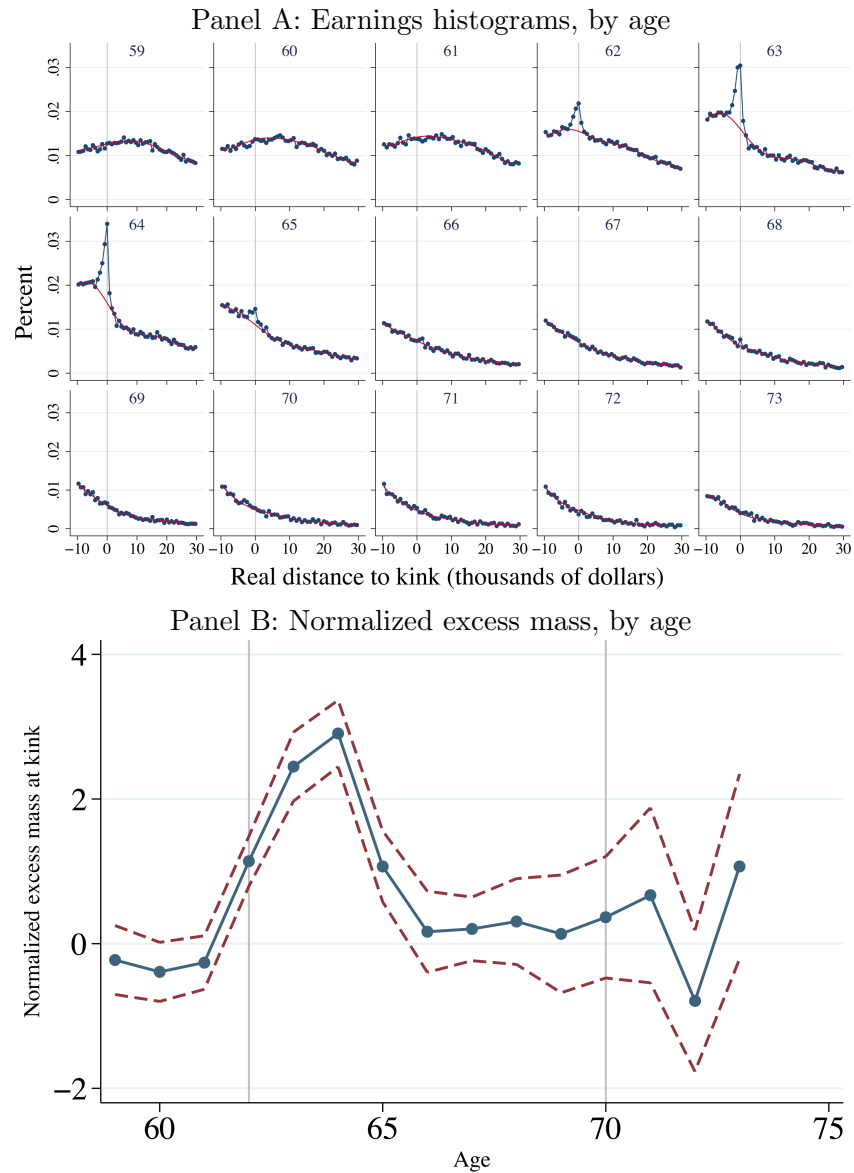 Panel A: Earnings histograms, by age
59 60 61 62 63
.03
.02
.01
0
64 65 66 67 68
.03
.02
.01
0
69 70 71 72 73
.03
.02
.01
0
Percent
−10 0 10 20 30 −10 0 10 20 30 −10 0 10 20 30 −10 0 10 20 30 −10 0 10 20 30
Real distance to kink (thousands of dollars)
Panel B: Normalized excess mass, by age
4
2
0
−2
Normalized excess mass at kink
60 65 70 75
Age